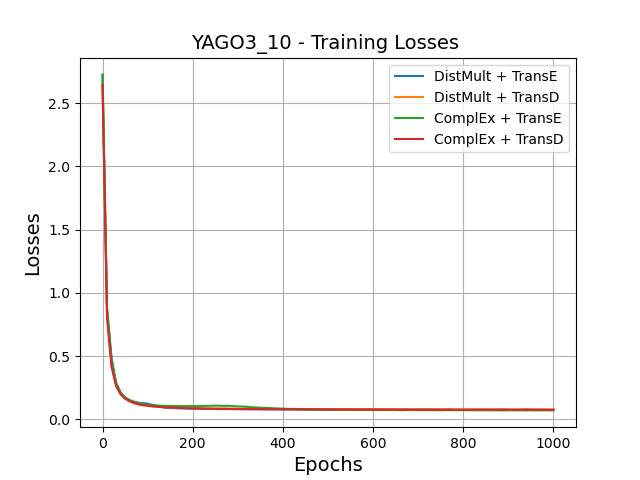 YAGO3_10 - Training Losses
DistMult + TransE
DistMult + TransD
ComplEx + TransE
ComplEx + TransD
Losses
2.5
2.0
1.5
1.0
0.5
0.0
0 200 400 600 800 1000
Epochs